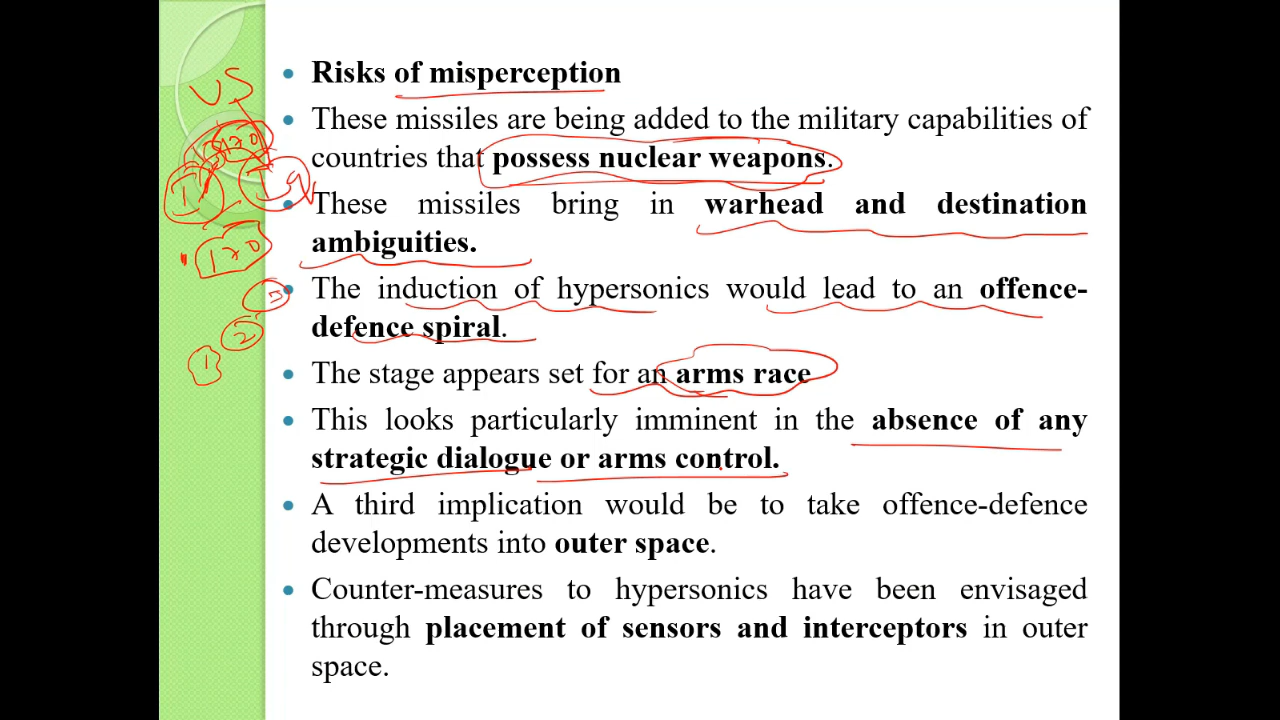 Risks of misperception
These missiles are being added to the military capabilities of
countries that possess nuclear weapons.
These missiles bring in warhead and destination
ambiguities.
The induction of hypersonics would lead to an offence-
defence spiral.
The stage appears set for an arms race
This looks particularly imminent in the absence of any
strategic dialogue or arms control.
A third implication would be to take offence-defence
developments into outer space.
Counter-measures to hypersonics have been envisaged
through placement of sensors and interceptors in outer
space.
US
2
1